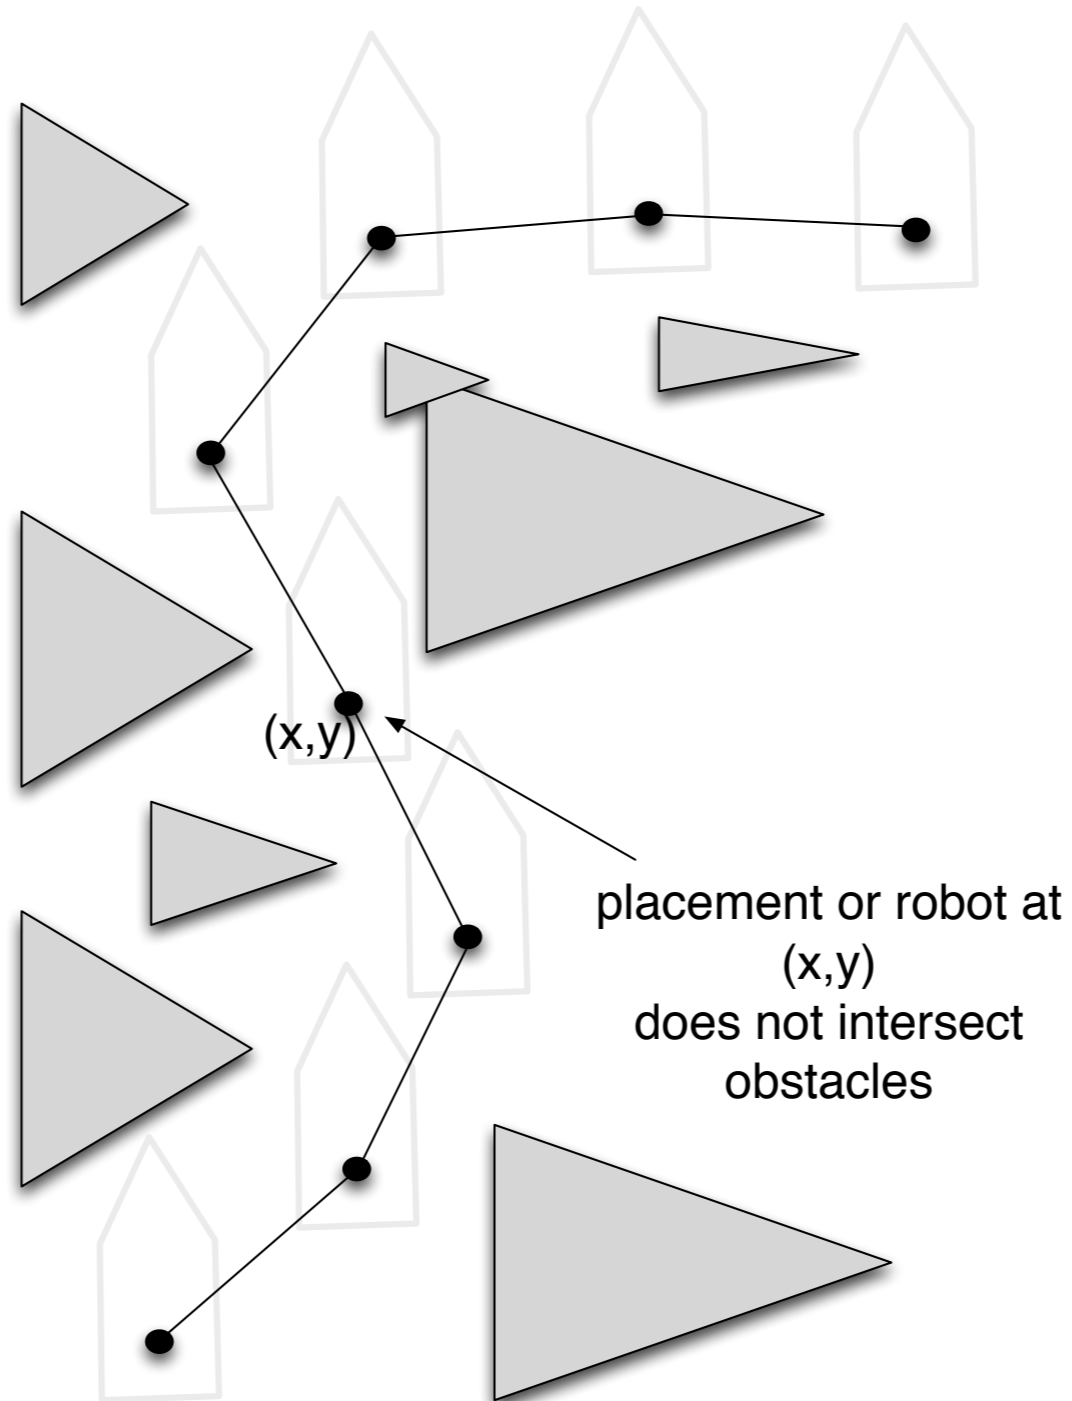 (x,y)
placement or robot at
(x,y)
does not intersect
obstacles